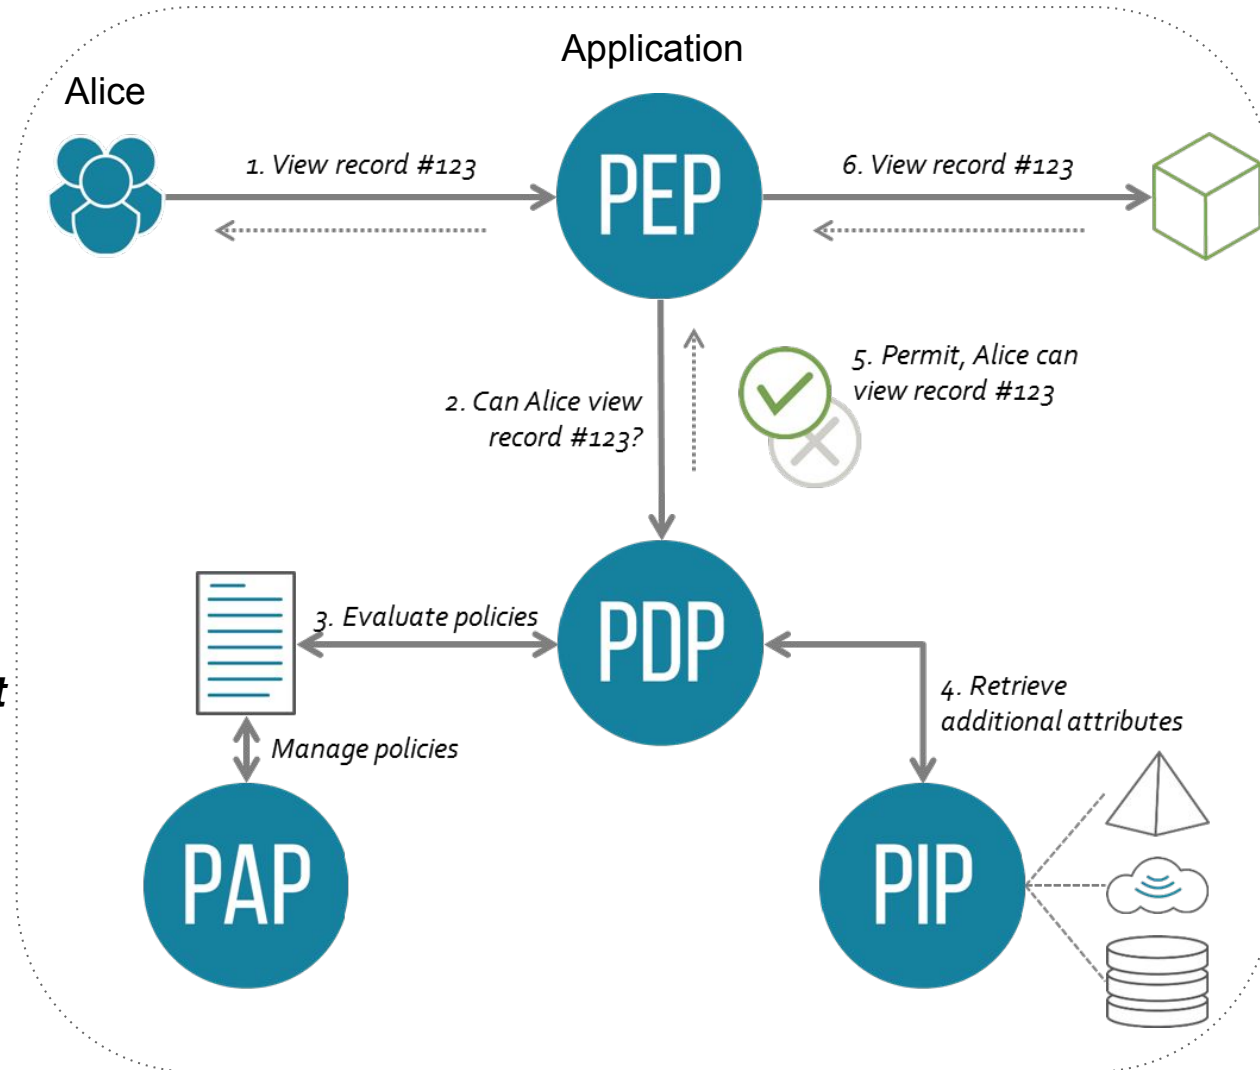 Application
Alice
1. View record #123
PEP
6. View record #123
5. Permit, Alice can
view record #123
2. Can Alice view
record #123?
3. Evaluate policies
PDP
t
4. Retrieve
additional attributes
Manage policies
PAP
PIP